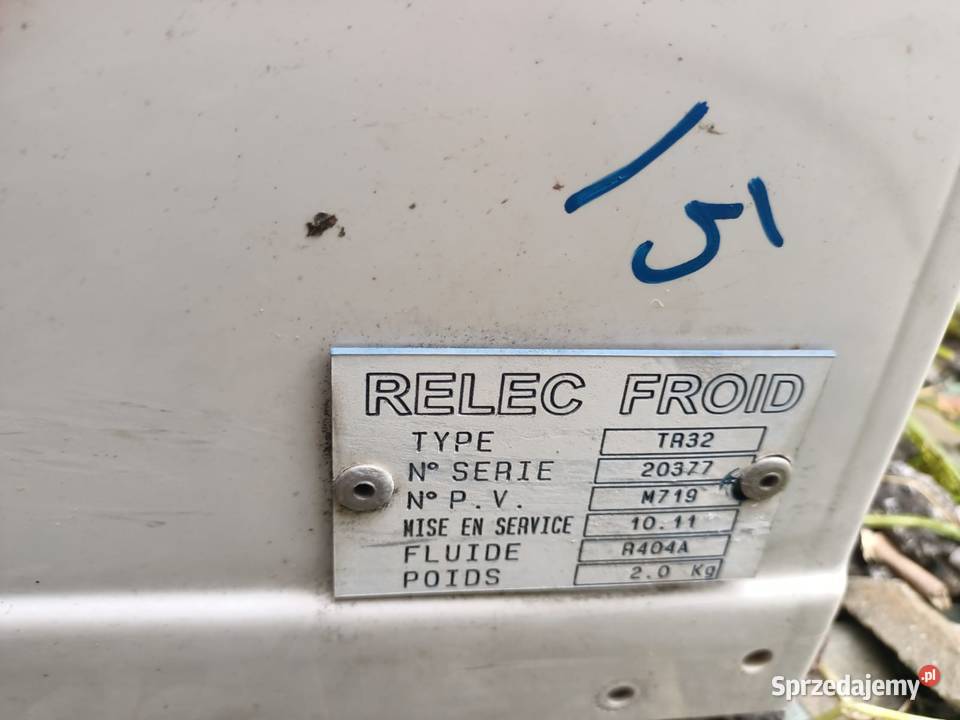 RELEC FROID
TYPE TR32
N° SERIE 20377
N° P.V. M719
MISE EN SERVICE 10.11
FLUIDE R404A
POIDS 2.0 Kg
Sprzedajemy.pl